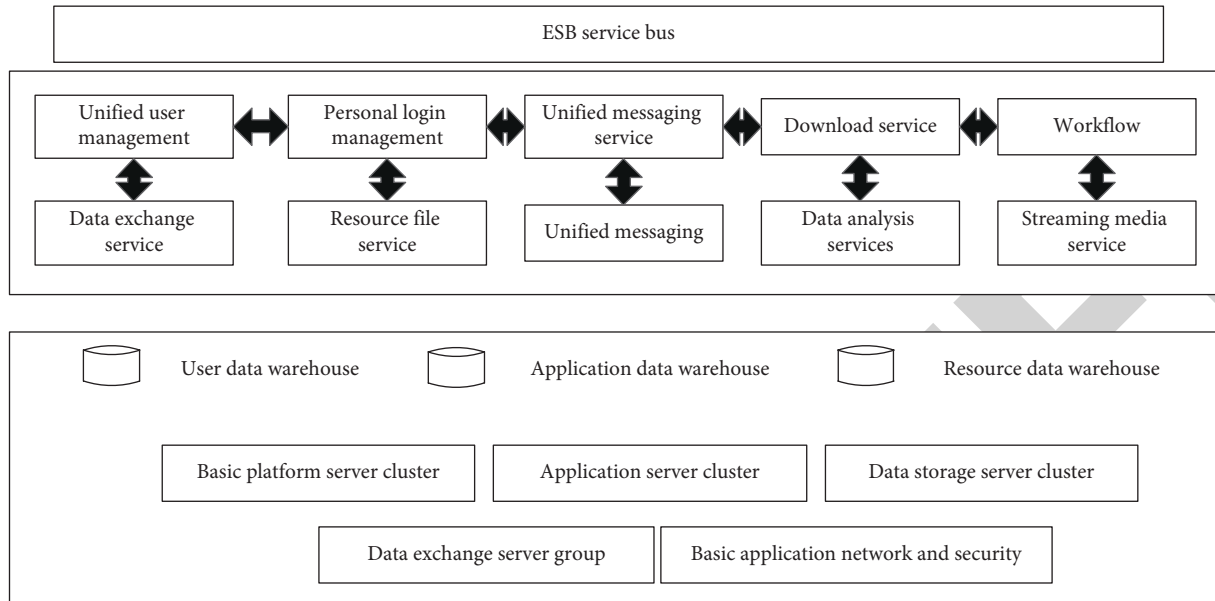 ESB service bus
Unified user
management
Personal login
management
Unified messaging
service
Download service
Workflow
Data exchange
service
Resource file
service
Unified messaging
Data analysis
services
Streaming media
service
User data warehouse
Application data warehouse
Resource data warehouse
Basic platform server cluster
Application server cluster
Data storage server cluster
Data exchange server group
Basic application network and security